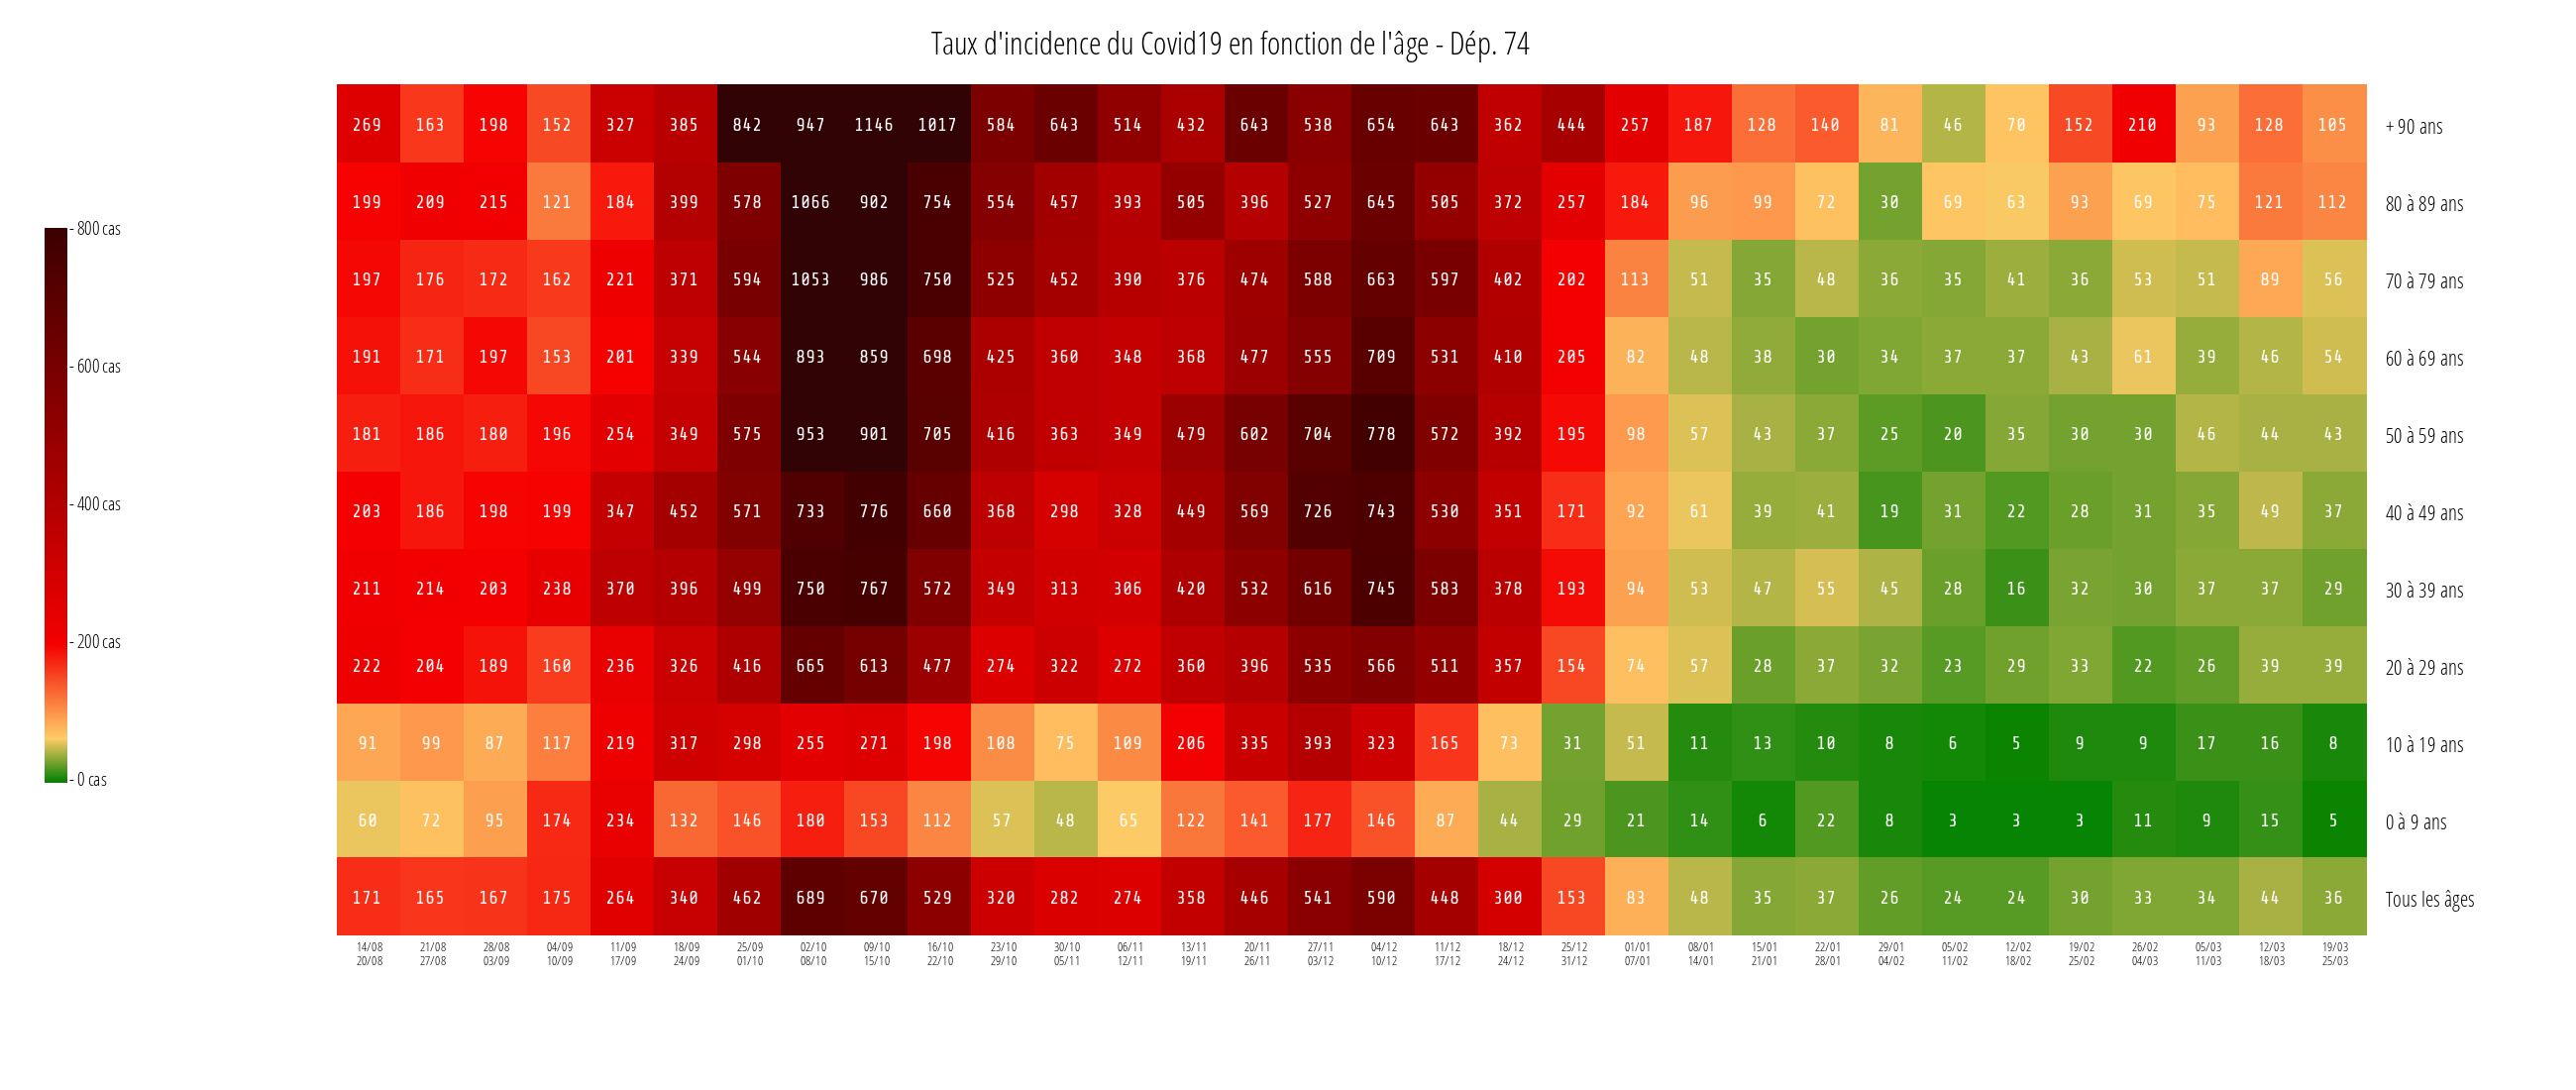 Taux d'incidence du Covid19 en fonction de l'âge - Dép. 74
- 800 cas
- 600 cas
- 400 cas
- 200 cas
- 0 cas
269 163 198 152 327 385 842 947 1146 1017 584 643 514 432 643 538 654 643 362 444 257 187 128 140 81 46 70 152 210 93 128 105 + 90 ans
199 209 215 121 184 399 578 1066 902 754 554 457 393 505 396 527 645 505 372 257 184 96 99 72 30 69 63 93 69 75 121 112 80 à 89 ans
197 176 172 162 221 371 594 1053 986 750 525 452 390 376 474 588 663 597 402 202 113 51 35 48 36 35 41 36 53 51 89 56 70 à 79 ans
191 171 197 153 201 339 544 893 859 698 425 360 348 368 477 555 709 531 410 205 82 48 38 30 34 37 37 43 61 39 46 54 60 à 69 ans
181 186 180 196 254 349 575 953 901 705 416 363 349 479 602 704 778 572 392 195 98 57 43 37 25 20 35 30 30 46 44 43 50 à 59 ans
203 186 198 199 347 452 571 733 776 660 368 298 328 449 569 726 743 530 351 171 92 61 39 41 19 31 22 28 31 35 49 37 40 à 49 ans
211 214 203 238 370 396 499 750 767 572 349 313 306 420 532 616 745 583 378 193 94 53 47 55 45 28 16 32 30 37 37 29 30 à 39 ans
222 204 189 160 236 326 416 665 613 477 274 322 272 360 396 535 566 511 357 154 74 57 28 37 32 23 29 33 22 26 39 39 20 à 29 ans
91 99 87 117 219 317 298 255 271 198 108 75 109 206 335 393 323 165 73 31 51 11 13 10 8 6 5 9 9 17 16 8 10 à 19 ans
60 72 95 174 234 132 146 180 153 112 57 48 65 122 141 177 146 87 44 29 21 14 6 22 8 3 3 3 11 9 15 5 0 à 9 ans
171 165 167 175 264 340 462 689 670 529 320 282 274 358 446 541 590 448 300 153 83 48 35 37 26 24 24 30 33 34 44 36 Tous les âges
14/08 21/08 28/08 04/09 11/09 18/09 25/09 02/10 09/10 16/10 23/10 30/10 06/11 13/11 20/11 27/11 04/12 11/12 18/12 25/12 01/01 08/01 15/01 22/01 29/01 05/02 12/02 19/02 26/02 05/03 12/03 19/03
20/08 27/08 03/09 10/09 17/09 24/09 01/10 08/10 15/10 22/10 29/10 05/11 12/11 19/11 26/11 03/12 10/12 17/12 24/12 31/12 07/01 14/01 21/01 28/01 04/02 11/02 18/02 25/02 04/03 11/03 18/03 25/03